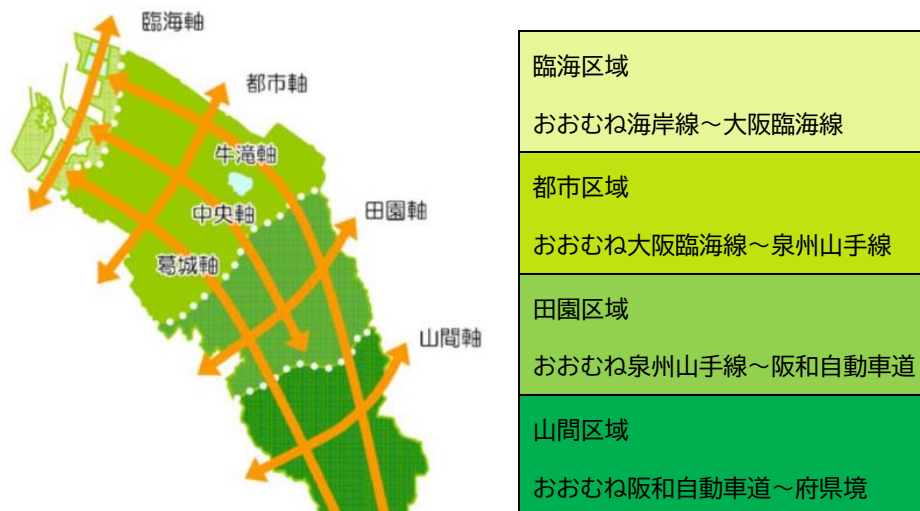 臨海軸
都市軸
牛滝軸
中央軸
田園軸
葛城軸
山間軸
臨海区域
おおむね海岸線～大阪臨海線
都市区域
おおむね大阪臨海線～泉州山手線
田園区域
おおむね泉州山手線～阪和自動車道
山間区域
おおむね阪和自動車道～府県境